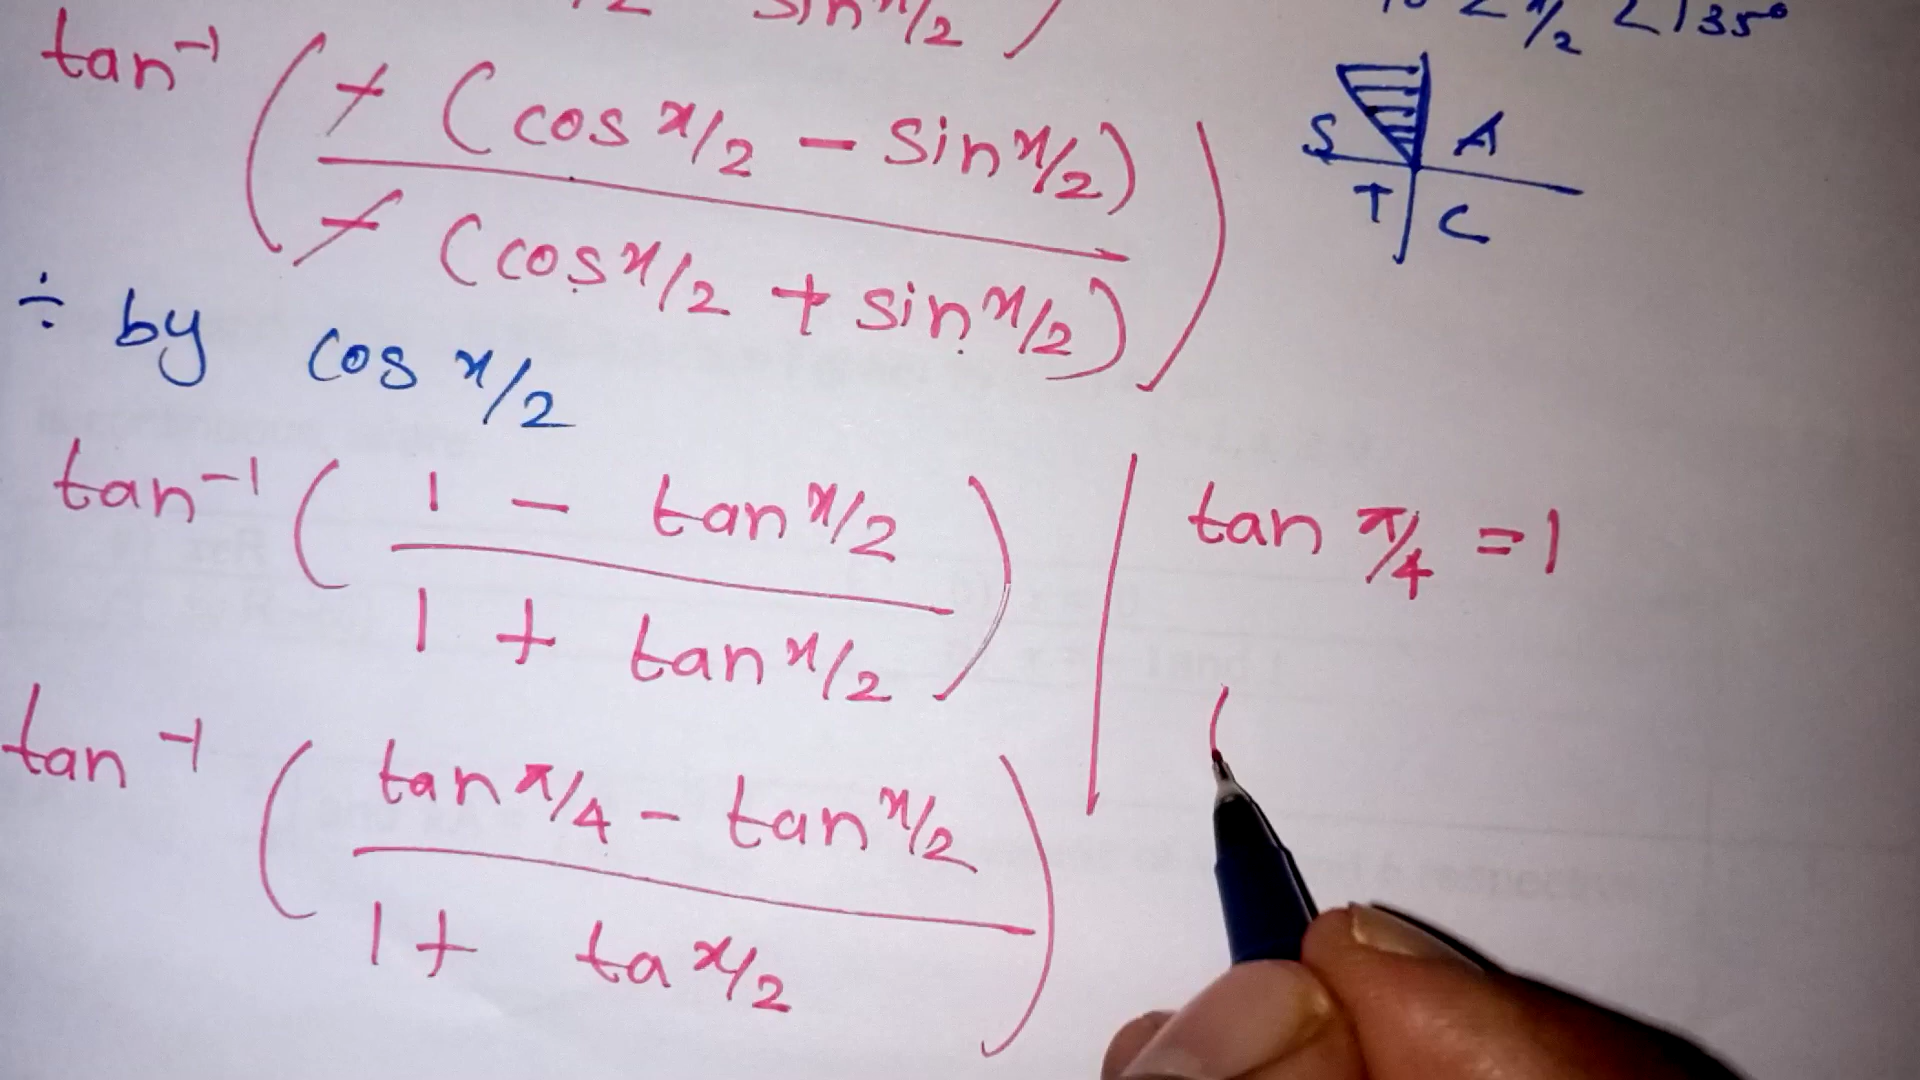 sin x/2 )
< x/2 < 135°
tan⁻¹ ( + (cos x/2 - sin x/2) / + (cos x/2 + sin x/2) )
S A
T C
÷ by cos x/2
tan⁻¹ ( 1 - tan x/2 / 1 + tan x/2 )
tan π/4 = 1
tan⁻¹ ( tan π/4 - tan x/2 / 1 + ta x/2 )
(